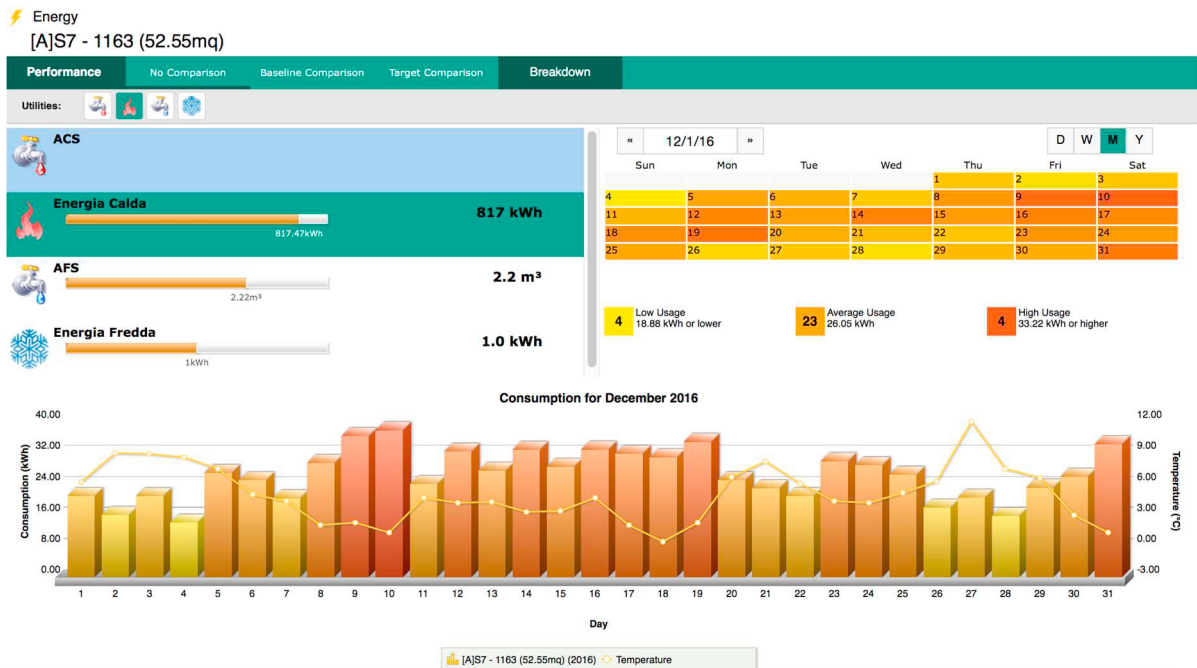 Energy
[A]S7 - 1163 (52.55mq)
Performance No Comparison Baseline Comparison Target Comparison Breakdown
Utilities:
ACS
Energia Calda
817 kWh
817.47kWh
AFS
2.2 m³
2.22m³
Energia Fredda
1.0 kWh
1kWh
« 12/1/16 » D W M Y
Sun Mon Tue Wed Thu Fri Sat
1 2 3
4 5 6 7 8 9 10
11 12 13 14 15 16 17
18 19 20 21 22 23 24
25 26 27 28 29 30 31
4 Low Usage
18.88 kWh or lower
23 Average Usage
26.05 kWh
4 High Usage
33.22 kWh or higher
Consumption for December 2016
Consumption (kWh)
40.00
32.00
24.00
16.00
8.00
0.00
12.00
9.00
6.00
3.00
0.00
-3.00
Temperature (°C)
1 2 3 4 5 6 7 8 9 10 11 12 13 14 15 16 17 18 19 20 21 22 23 24 25 26 27 28 29 30 31
Day
[A]S7 - 1163 (52.55mq) (2016) Temperature